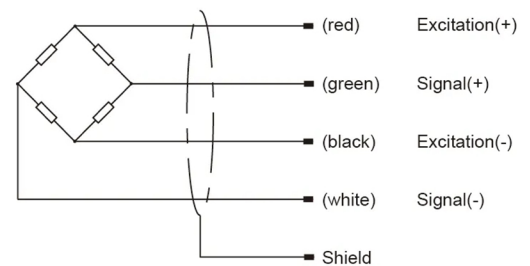 (red) Excitation(+)
(green) Signal(+)
(black) Excitation(-)
(white) Signal(-)
Shield